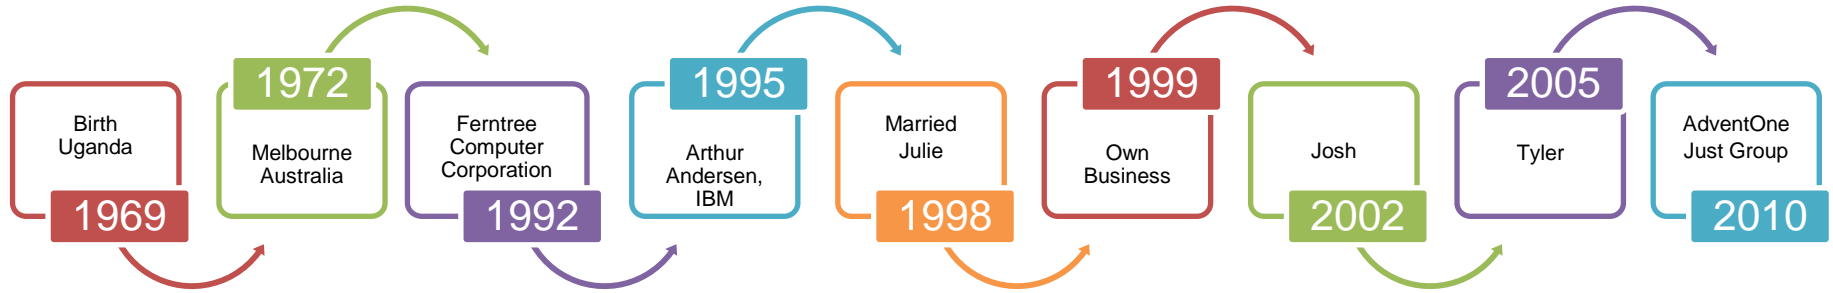 Birth
Uganda
1969
1972
Melbourne
Australia
Ferntree
Computer
Corporation
1992
1995
Arthur
Andersen,
IBM
Married
Julie
1998
1999
Own
Business
Josh
2002
2005
Tyler
AdventOne
Just Group
2010